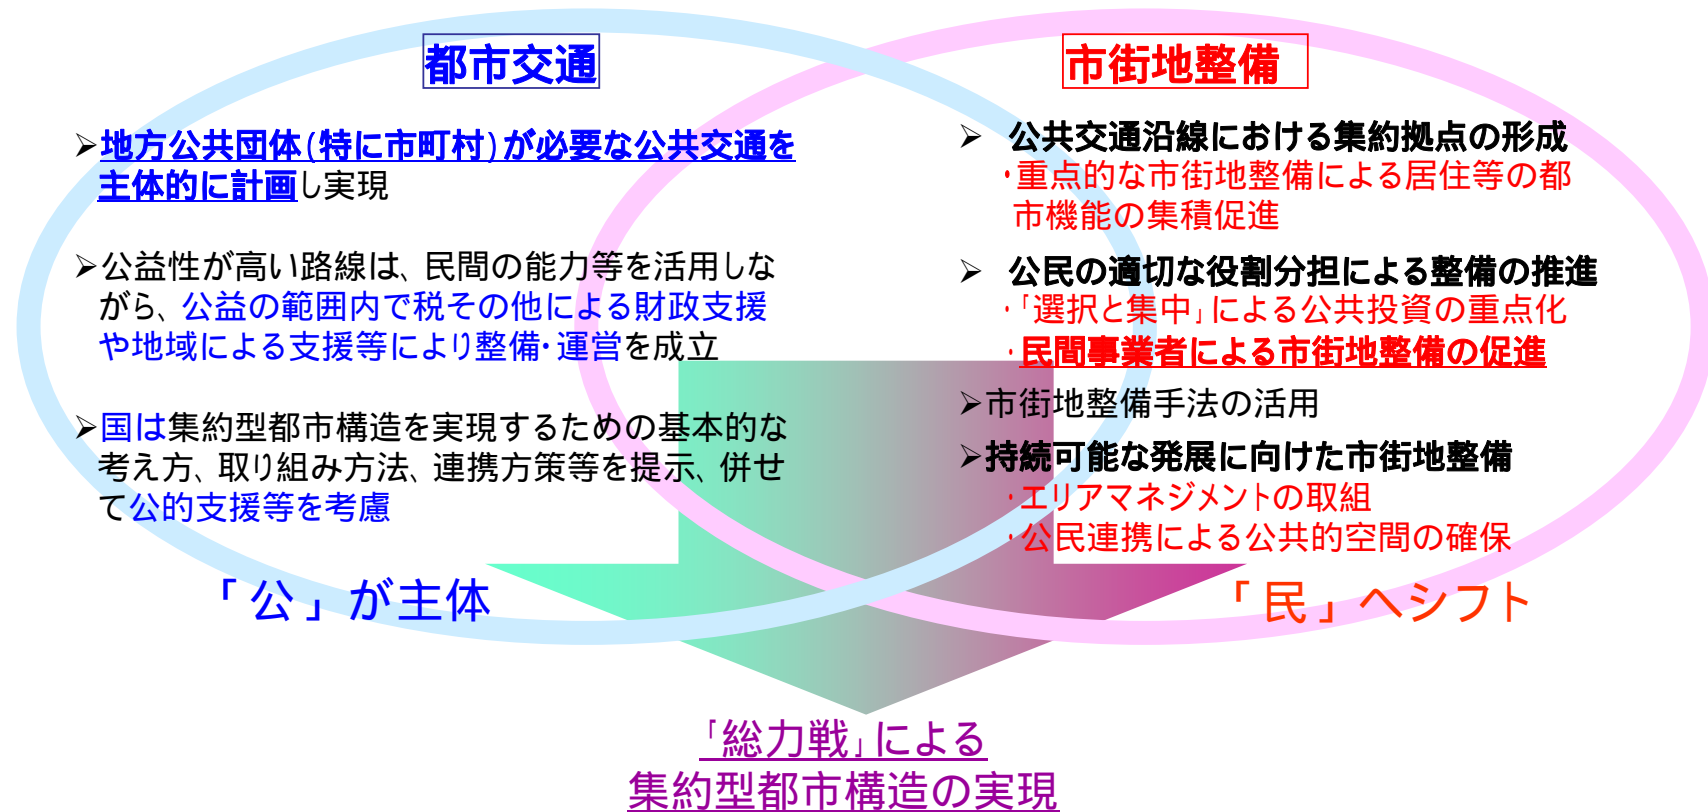 都市交通
➢地方公共団体(特に市町村)が必要な公共交通を
主体的に計画し実現
➢公益性が高い路線は、民間の能力等を活用しな
がら、公益の範囲内で税その他による財政支援
や地域による支援等により整備・運営を成立
➢国は集約型都市構造を実現するための基本的な
考え方、取り組み方法、連携方策等を提示、併せ
て公的支援等を考慮
「公」が主体
市街地整備
➢ 公共交通沿線における集約拠点の形成
・重点的な市街地整備による居住等の都
市機能の集積促進
➢ 公民の適切な役割分担による整備の推進
・「選択と集中」による公共投資の重点化
・民間事業者による市街地整備の促進
➢市街地整備手法の活用
➢持続可能な発展に向けた市街地整備
・エリアマネジメントの取組
・公民連携による公共的空間の確保
「民」へシフト
「総力戦」による
集約型都市構造の実現